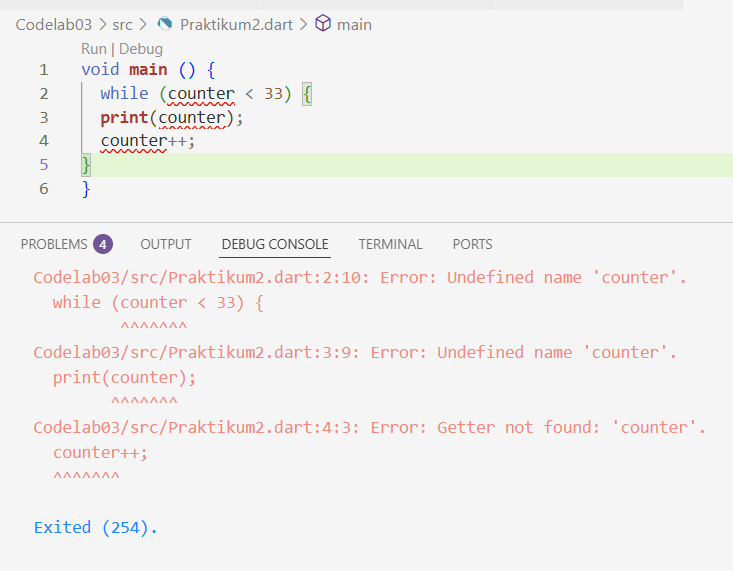 Codelab03 > src > Praktikum2.dart > main
Run | Debug
1 void main () {
2 while (counter < 33) {
3 print(counter);
4 counter++;
5 }
6 }
PROBLEMS 4 OUTPUT DEBUG CONSOLE TERMINAL PORTS
Codelab03/src/Praktikum2.dart:2:10: Error: Undefined name 'counter'.
while (counter < 33) {
^^^^^^^
Codelab03/src/Praktikum2.dart:3:9: Error: Undefined name 'counter'.
print(counter);
^^^^^^^
Codelab03/src/Praktikum2.dart:4:3: Error: Getter not found: 'counter'.
counter++;
^^^^^^^
Exited (254).